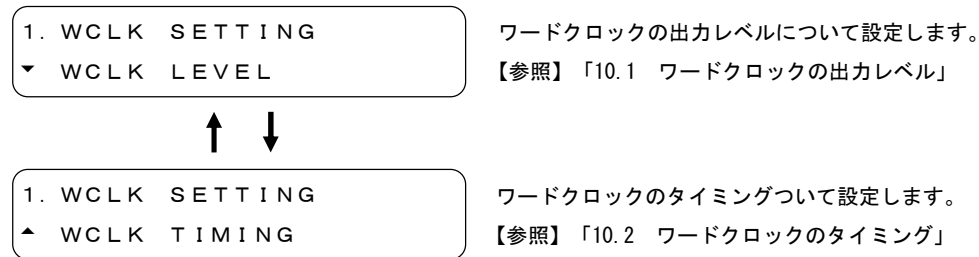 1. WCLK SETTING
▼ WCLK LEVEL
ワードクロックの出力レベルについて設定します。
【参照】「10.1 ワードクロックの出力レベル」
1. WCLK SETTING
▲ WCLK TIMING
ワードクロックのタイミングついて設定します。
【参照】「10.2 ワードクロックのタイミング」